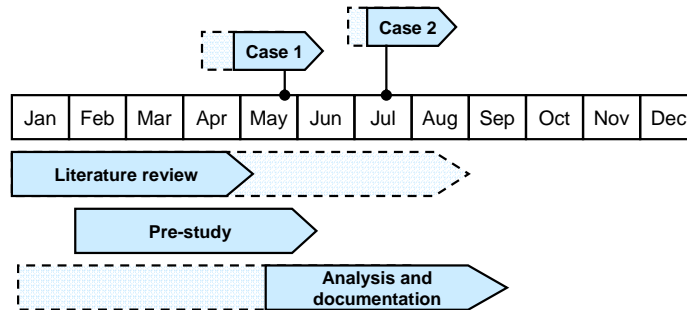 Case 1
Case 2
Jan Feb Mar Apr May Jun Jul Aug Sep Oct Nov Dec
Literature review
Pre-study
Analysis and
documentation